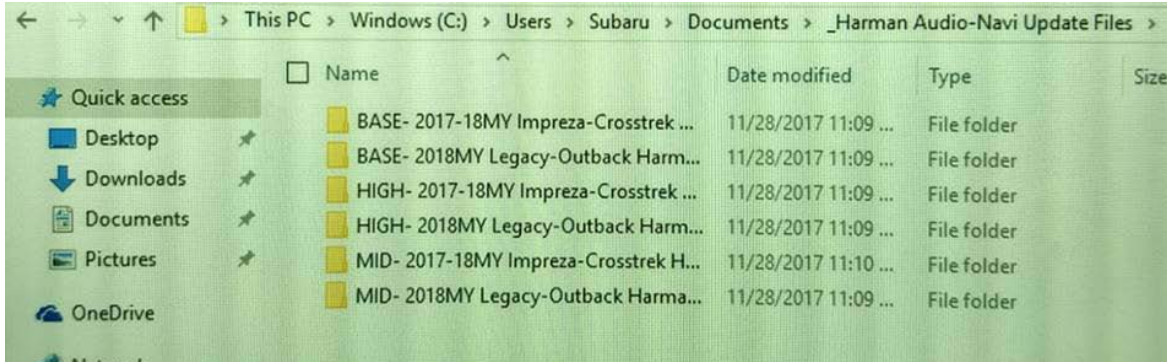 This PC > Windows (C:) > Users > Subaru > Documents > _Harman Audio-Navi Update Files >
Name Date modified Type Size
Quick access
Desktop
Downloads
Documents
Pictures
OneDrive
BASE- 2017-18MY Impreza-Crosstrek ... 11/28/2017 11:09 ... File folder
BASE- 2018MY Legacy-Outback Harm... 11/28/2017 11:09 ... File folder
HIGH- 2017-18MY Impreza-Crosstrek ... 11/28/2017 11:09 ... File folder
HIGH- 2018MY Legacy-Outback Harm... 11/28/2017 11:09 ... File folder
MID- 2017-18MY Impreza-Crosstrek H... 11/28/2017 11:10 ... File folder
MID- 2018MY Legacy-Outback Harma... 11/28/2017 11:09 ... File folder